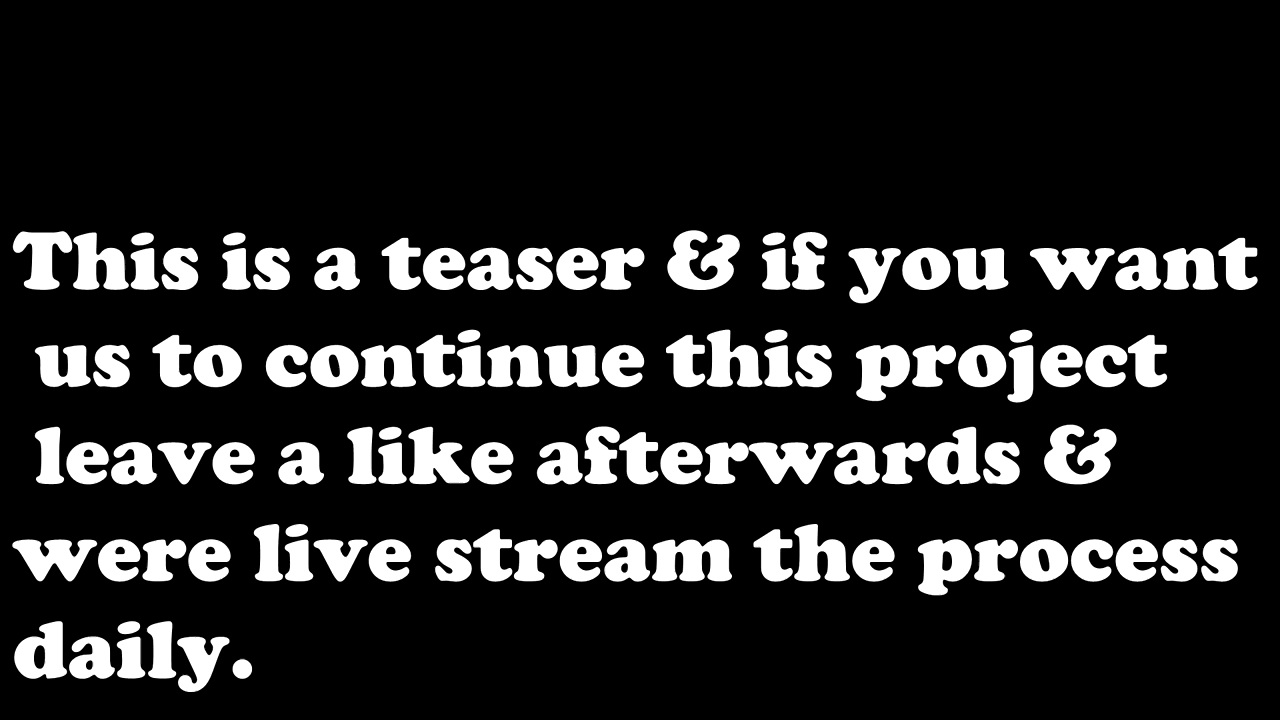 This is a teaser & if you want
us to continue this project
leave a like afterwards &
were live stream the process
daily.